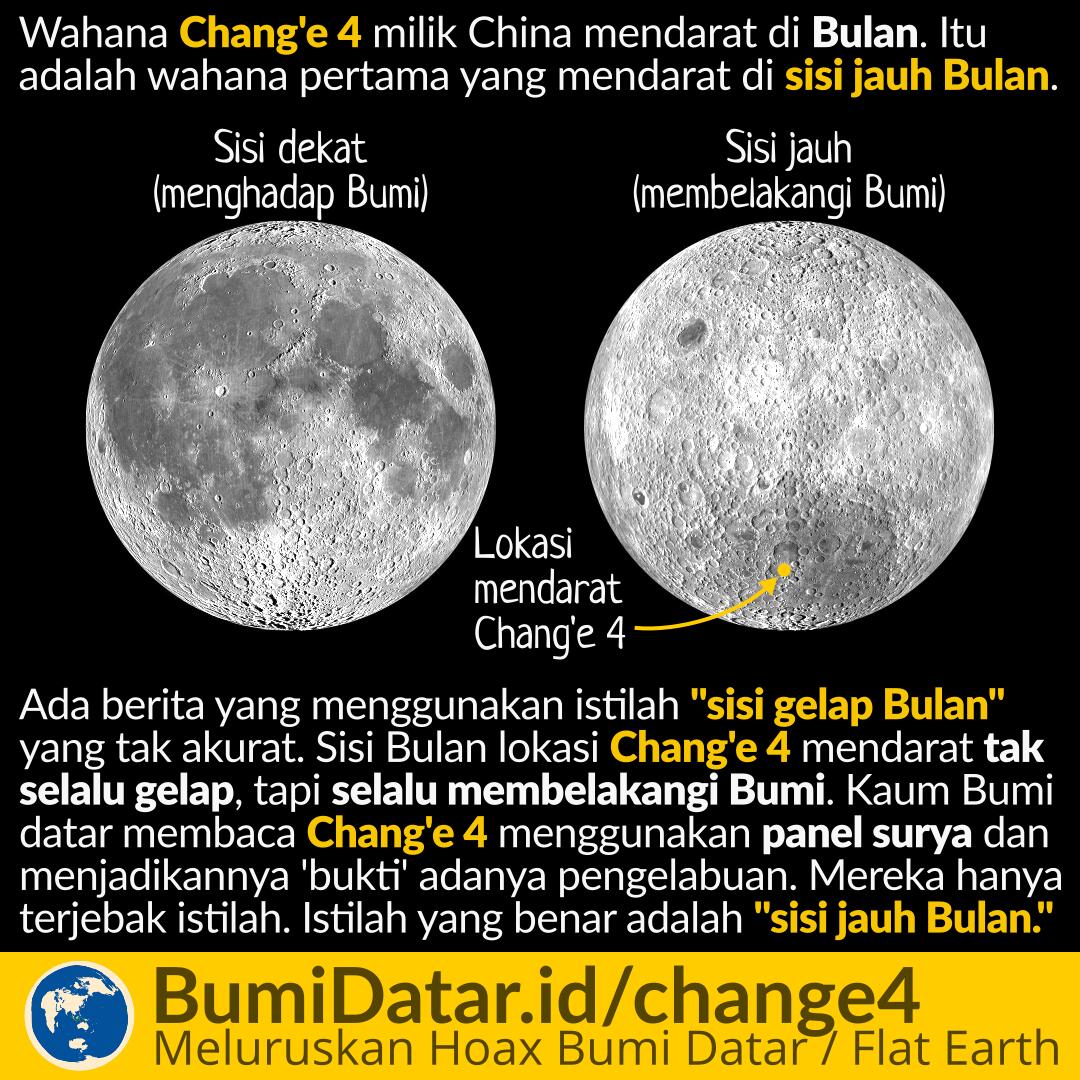 Wahana Chang'e 4 milik China mendarat di Bulan. Itu
adalah wahana pertama yang mendarat di sisi jauh Bulan.
Sisi dekat
(menghadap Bumi)
Sisi jauh
(membelakangi Bumi)
Lokasi
mendarat
Chang'e 4
Ada berita yang menggunakan istilah "sisi gelap Bulan"
yang tak akurat. Sisi Bulan lokasi Chang'e 4 mendarat tak
selalu gelap, tapi selalu membelakangi Bumi. Kaum Bumi
datar membaca Chang'e 4 menggunakan panel surya dan
menjadikannya 'bukti' adanya pengelabuan. Mereka hanya
terjebak istilah. Istilah yang benar adalah "sisi jauh Bulan."
BumiDatar.id/change4
Meluruskan Hoax Bumi Datar / Flat Earth